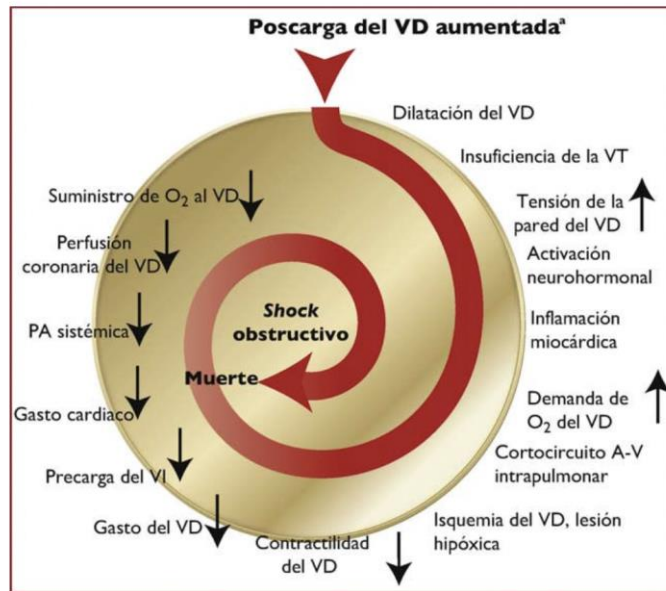 Poscarga del VD aumentadaª
Dilatación del VD
Insuficiencia de la VT
Tensión de la
pared del VD
Activación
neurohormonal
Inflamación
miocárdica
Demanda de
O₂ del VD
Cortocircuito A-V
intrapulmonar
Isquemia del VD, lesión
hipóxica
Contractilidad
del VD
Gasto del VD
Precarga del VI
Gasto cardiaco
PA sistémica
Perfusión
coronaria del VD
Suministro de O₂ al VD
Shock
obstructivo
Muerte